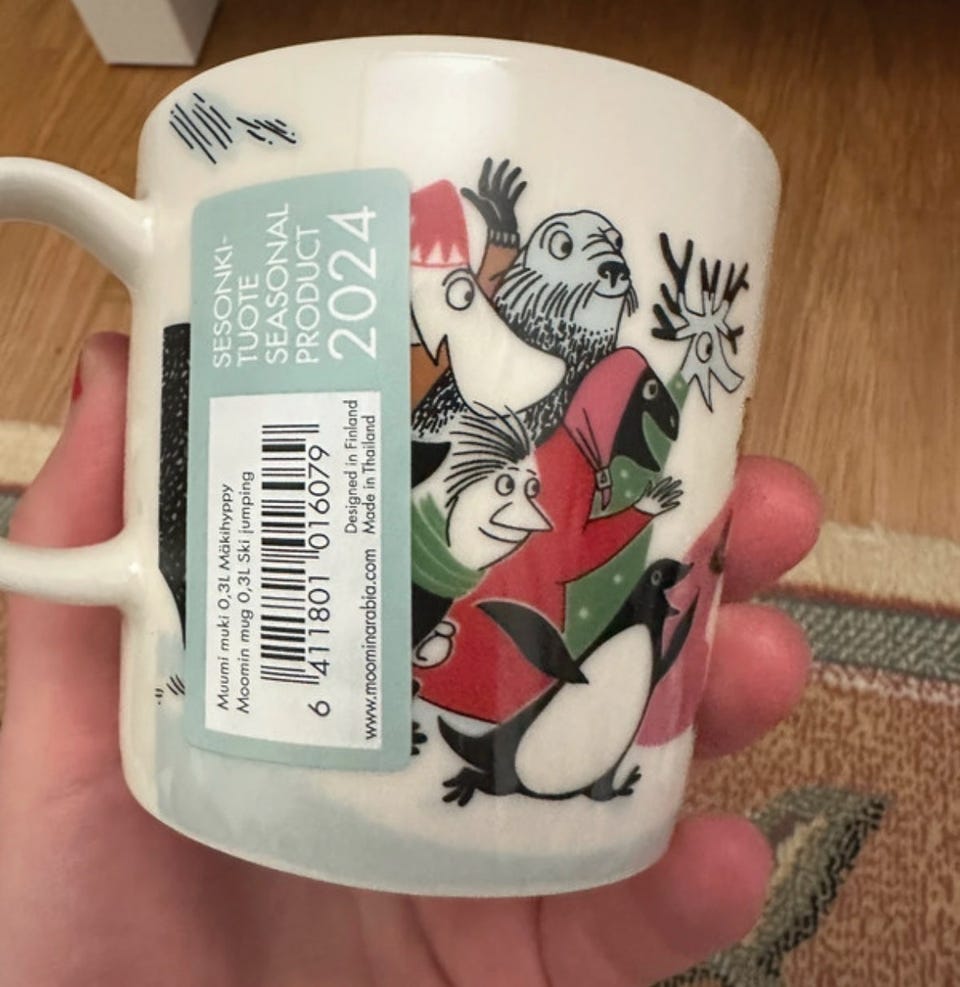 SESONKI-
TUOTE
SEASONAL
PRODUCT
2024
Muumi muki 0,3L Mäkihyppy
Moomin mug 0,3L Ski jumping
6 411801 016079
Designed in Finland
Made in Thailand
www.moominarabia.com